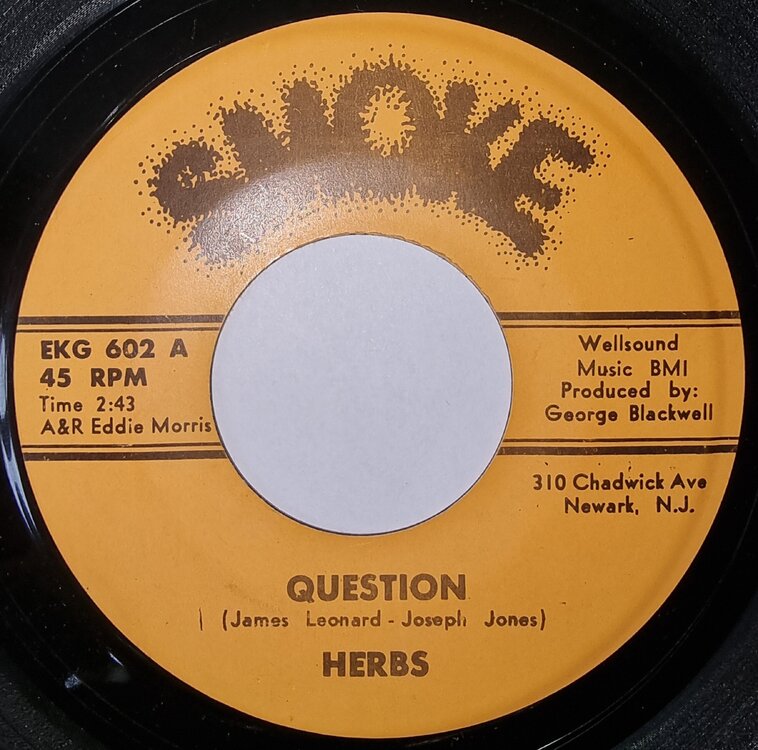 SMOKE
EKG 602 A
45 RPM
Time 2:43
A&R Eddie Morris
Wellsound
Music BMI
Produced by:
George Blackwell
310 Chadwick Ave
Newark, N.J.
QUESTION
(James Leonard - Joseph Jones)
HERBS